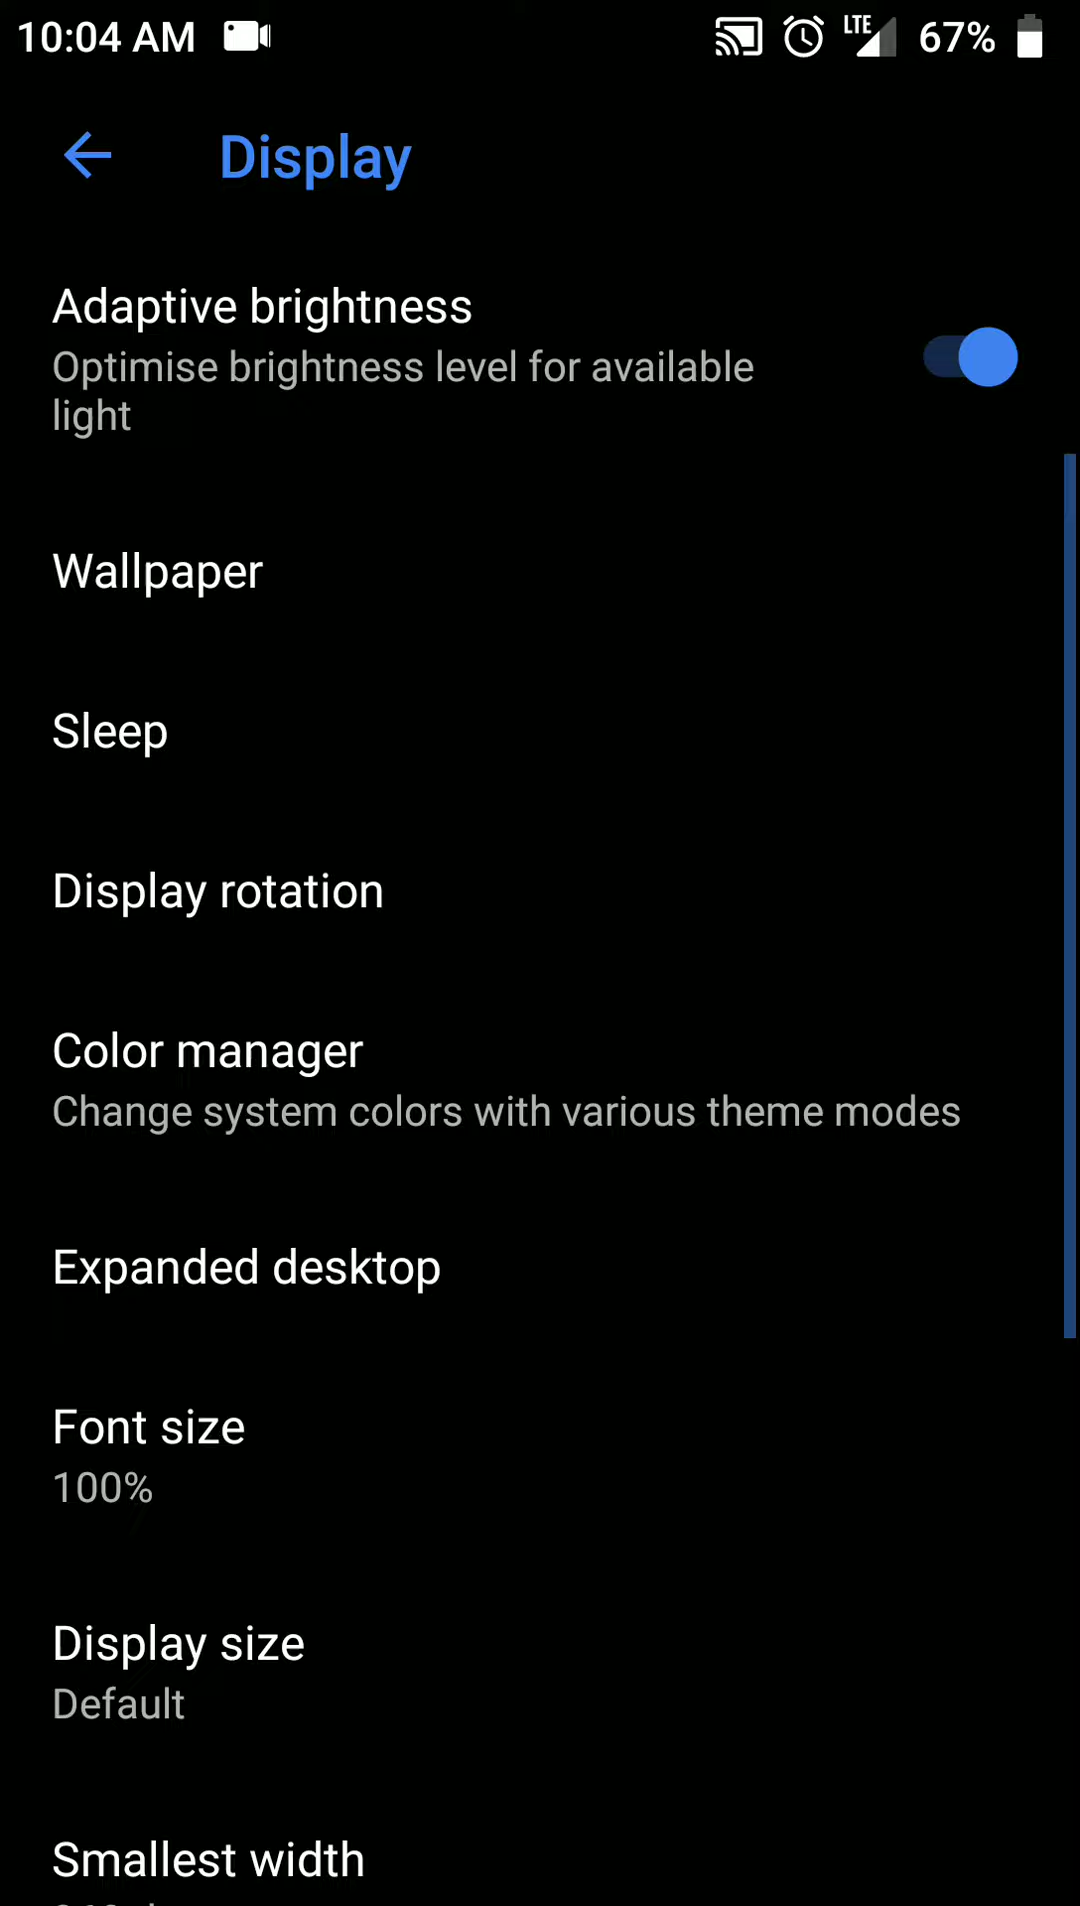 10:04 AM
LTE
67%
Display
Adaptive brightness
Optimise brightness level for available
light
Wallpaper
Sleep
Display rotation
Color manager
Change system colors with various theme modes
Expanded desktop
Font size
100%
Display size
Default
Smallest width